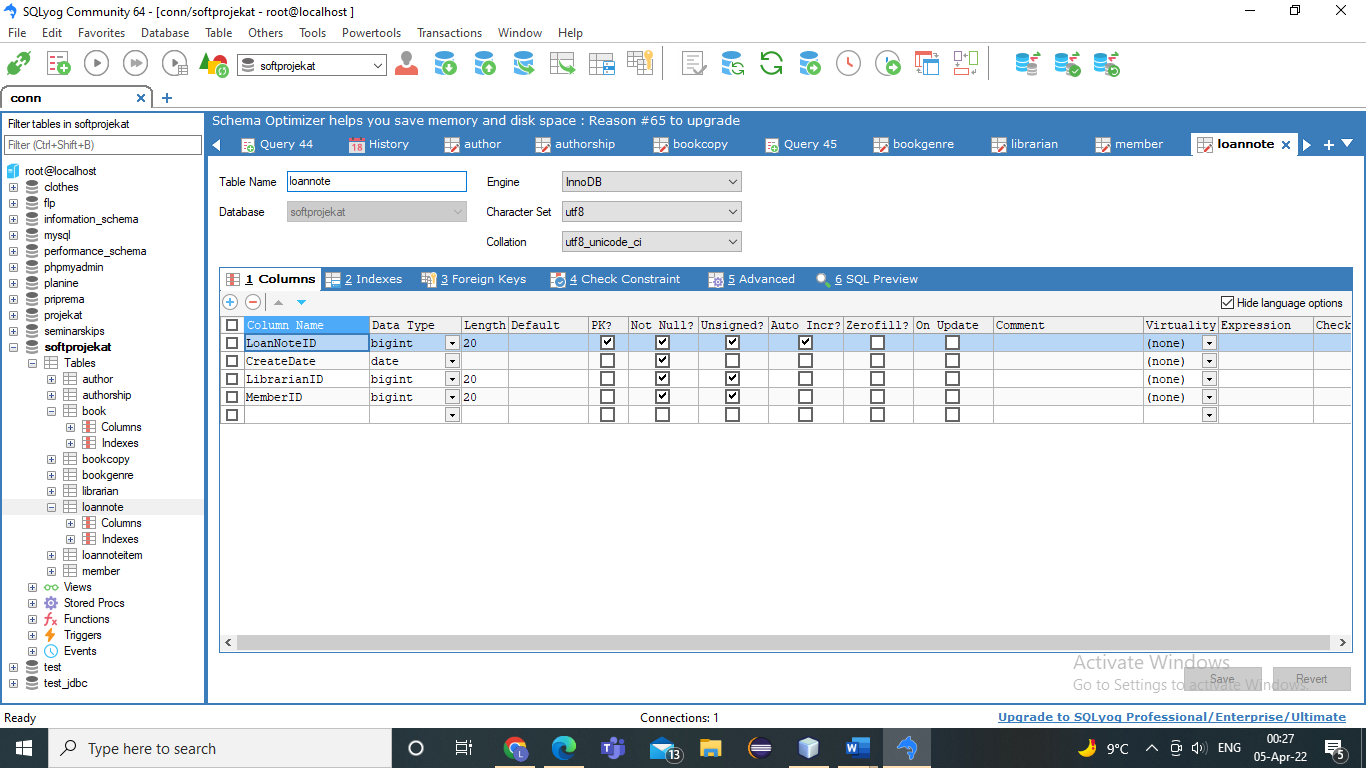 SQLyog Community 64 - [conn/softprojekat - root@localhost ]
File Edit Favorites Database Table Others Tools Powertools Transactions Window Help
softprojekat
conn
Filter tables in softprojekat
Filter (Ctrl+Shift+B)
root@localhost
clothes
flp
information_schema
mysql
performance_schema
phpmyadmin
planine
priprema
projekat
seminarskips
softprojekat
Tables
author
authorship
book
Columns
Indexes
bookcopy
bookgenre
librarian
loannote
Columns
Indexes
loannoteitem
member
Views
Stored Procs
Functions
Triggers
Events
test
test_jdbc
Schema Optimizer helps you save memory and disk space : Reason #65 to upgrade
Query 44 18 History author authorship bookcopy Query 45 bookgenre librarian member loannote
Table Name loannote Engine InnoDB
Database softprojekat Character Set utf8
Collation utf8_unicode_ci
1 Columns 2 Indexes 3 Foreign Keys 4 Check Constraint 5 Advanced 6 SQL Preview
Hide language options
Column Name Data Type Length Default PK? Not Null? Unsigned? Auto Incr? Zerofill? On Update Comment Virtuality Expression Check
LoanNoteID bigint 20 (none)
CreateDate date (none)
LibrarianID bigint 20 (none)
MemberID bigint 20 (none)
Activate Windows
Go to Settings to activate Windows.
Save Revert
Ready Connections: 1 Upgrade to SQLyog Professional/Enterprise/Ultimate
Type here to search 13 9°C ENG 00:27 5
05-Apr-22